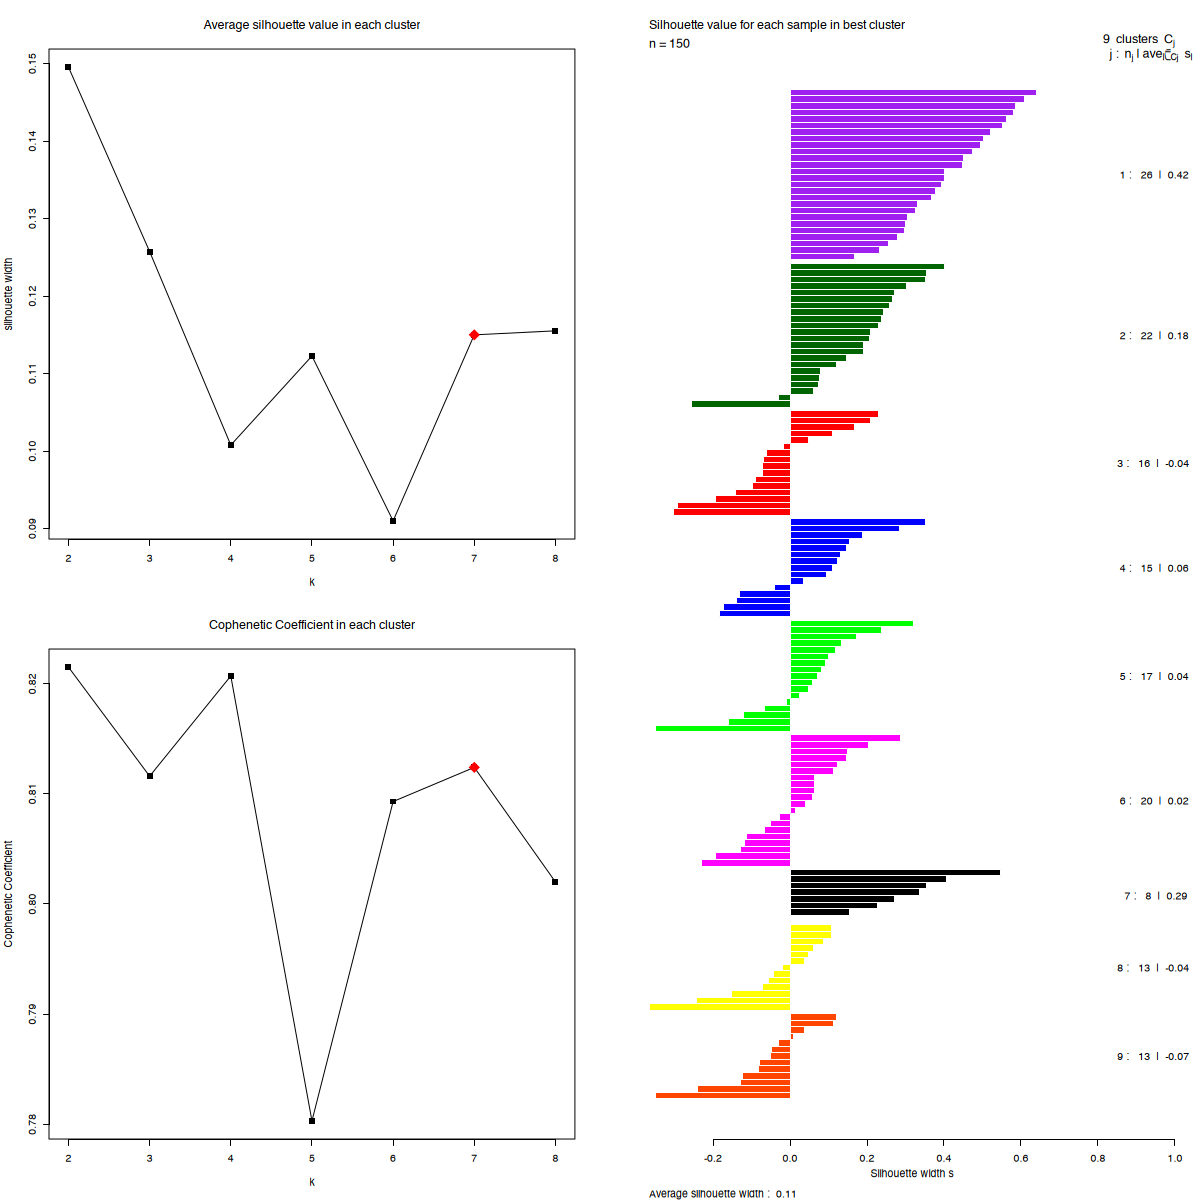 Average silhouette value in each cluster
silhouette width
0.15
0.14
0.13
0.12
0.11
0.10
0.09
2 3 4 5 6 7 8
k
Cophenetic Coefficient in each cluster
Cophenetic Coefficient
0.82
0.81
0.80
0.79
0.78
2 3 4 5 6 7 8
k
Silhouette value for each sample in best cluster
n = 150
9 clusters Cj
j : nj | ave
1 : 26 | 0.42
2 : 22 | 0.18
3 : 16 | -0.04
4 : 15 | 0.06
5 : 17 | 0.04
6 : 20 | 0.02
7 : 8 | 0.29
8 : 13 | -0.04
9 : 13 | -0.07
-0.2 0.0 0.2 0.4 0.6 0.8 1.0
Silhouette width s
Average silhouette width : 0.11